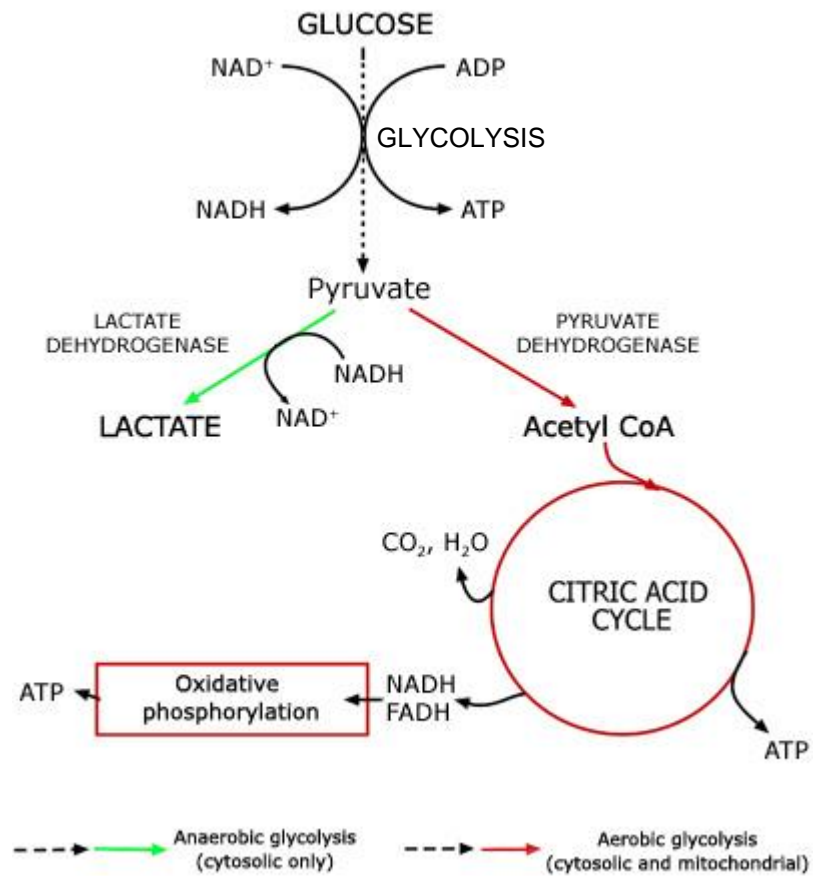 GLUCOSE
NAD⁺
ADP
GLYCOLYSIS
NADH
ATP
Pyruvate
LACTATE
DEHYDROGENASE
PYRUVATE
DEHYDROGENASE
NADH
NAD⁺
LACTATE
Acetyl CoA
CO₂, H₂O
CITRIC ACID
CYCLE
ATP
Oxidative
phosphorylation
NADH
FADH
ATP
Anaerobic glycolysis
(cytosolic only)
Aerobic glycolysis
(cytosolic and mitochondrial)